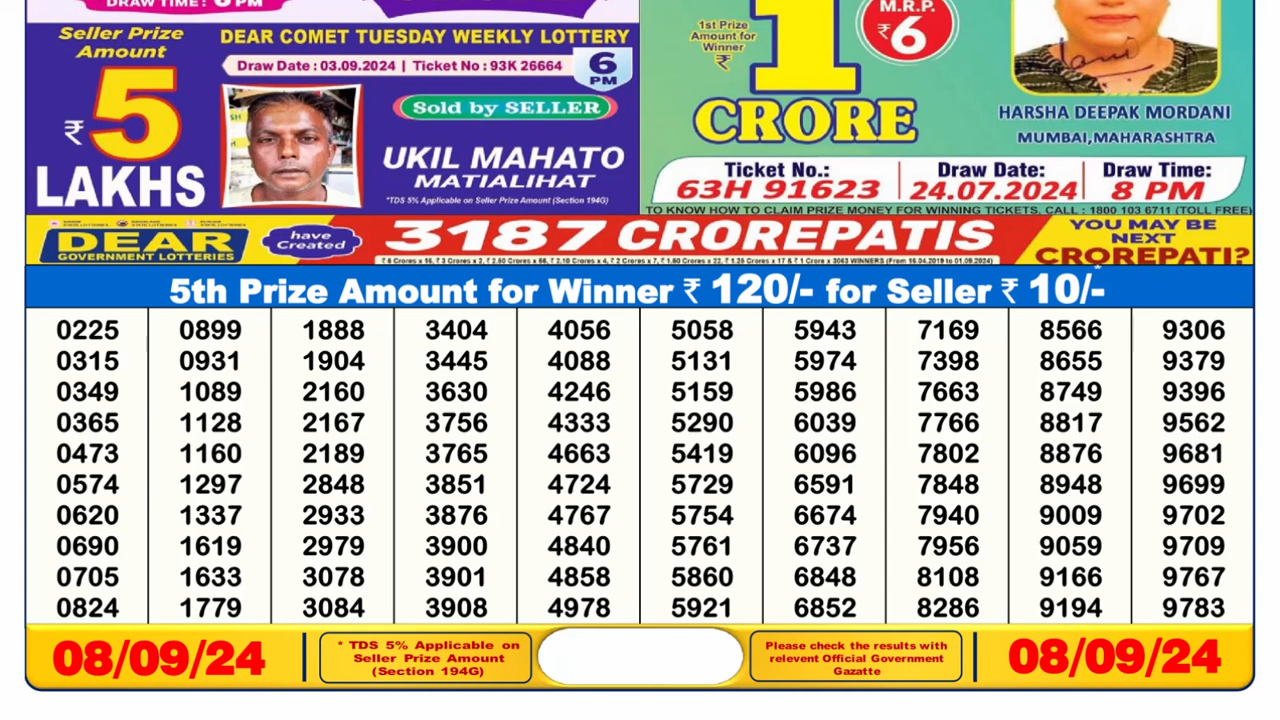 DRAW TIME: 6 PM
Seller Prize
Amount
₹ 5
LAKHS
DEAR COMET TUESDAY WEEKLY LOTTERY
Draw Date : 03.09.2024 | Ticket No : 93K 26664
6
PM
Sold by SELLER
UKIL MAHATO
MATIALIHAT
*TDS 5% Applicable on Seller Prize Amount (Section 194G)
1st Prize
Amount for
Winner
₹
1
CRORE
M.R.P.
₹6
HARSHA DEEPAK MORDANI
MUMBAI,MAHARASHTRA
Ticket No.: Draw Date: Draw Time:
63H 91623 24.07.2024 8 PM
TO KNOW HOW TO CLAIM PRIZE MONEY FOR WINNING TICKETS, CALL : 1800 103 6711 (TOLL FREE)
DEAR
GOVERNMENT LOTTERIES
have
Created
3187 CROREPATIS
YOU MAY BE
NEXT
CROREPATI?
5th Prize Amount for Winner ₹ 120/- for Seller ₹ 10/-*
0225 0899 1888 3404 4056 5058 5943 7169 8566 9306
0315 0931 1904 3445 4088 5131 5974 7398 8655 9379
0349 1089 2160 3630 4246 5159 5986 7663 8749 9396
0365 1128 2167 3756 4333 5290 6039 7766 8817 9562
0473 1160 2189 3765 4663 5419 6096 7802 8876 9681
0574 1297 2848 3851 4724 5729 6591 7848 8948 9699
0620 1337 2933 3876 4767 5754 6674 7940 9009 9702
0690 1619 2979 3900 4840 5761 6737 7956 9059 9709
0705 1633 3078 3901 4858 5860 6848 8108 9166 9767
0824 1779 3084 3908 4978 5921 6852 8286 9194 9783
08/09/24
* TDS 5% Applicable on
Seller Prize Amount
(Section 194G)
Please check the results with
relevent Official Government
Gazatte
08/09/24